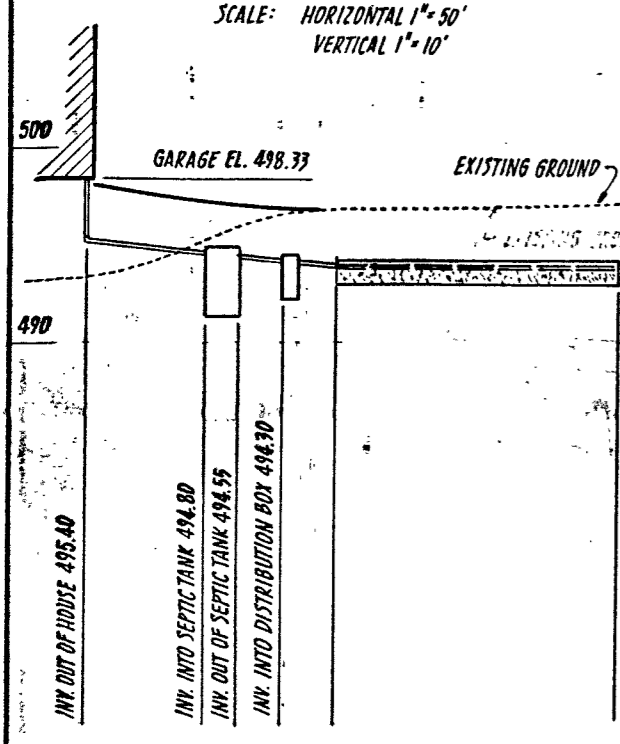 SCALE: HORIZONTAL 1"= 50'
VERTICAL 1"= 10'
500
GARAGE EL. 498.33
EXISTING GROUND
490
INV. OUT OF HOUSE 495.40
INV. INTO SEPTIC TANK 494.80
INV. OUT OF SEPTIC TANK 494.55
INV. INTO DISTRIBUTION BOX 494.30